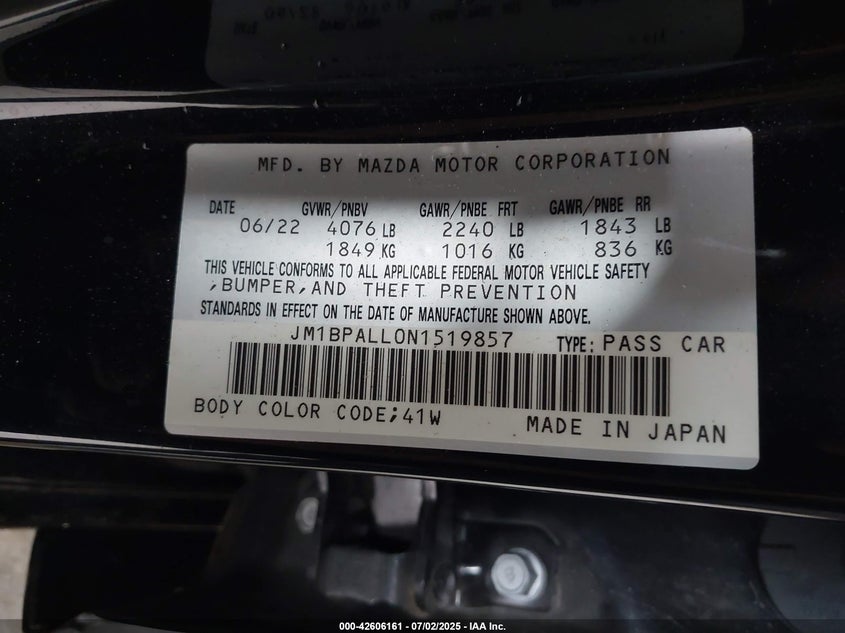 MFD. BY MAZDA MOTOR CORPORATION
DATE GVWR/PNBV GAWR/PNBE FRT GAWR/PNBE RR
06/22 4076 LB 2240 LB 1843 LB
1849 KG 1016 KG 836 KG
THIS VEHICLE CONFORMS TO ALL APPLICABLE FEDERAL MOTOR VEHICLE SAFETY
,BUMPER,AND THEFT PREVENTION
STANDARDS IN EFFECT ON THE DATE OF MANUFACTURE SHOWN ABOVE.
JM1BPALL0N1519857 TYPE: PASS CAR
BODY COLOR CODE;41W MADE IN JAPAN
000-42606161 - 07/02/2025 - IAA Inc.